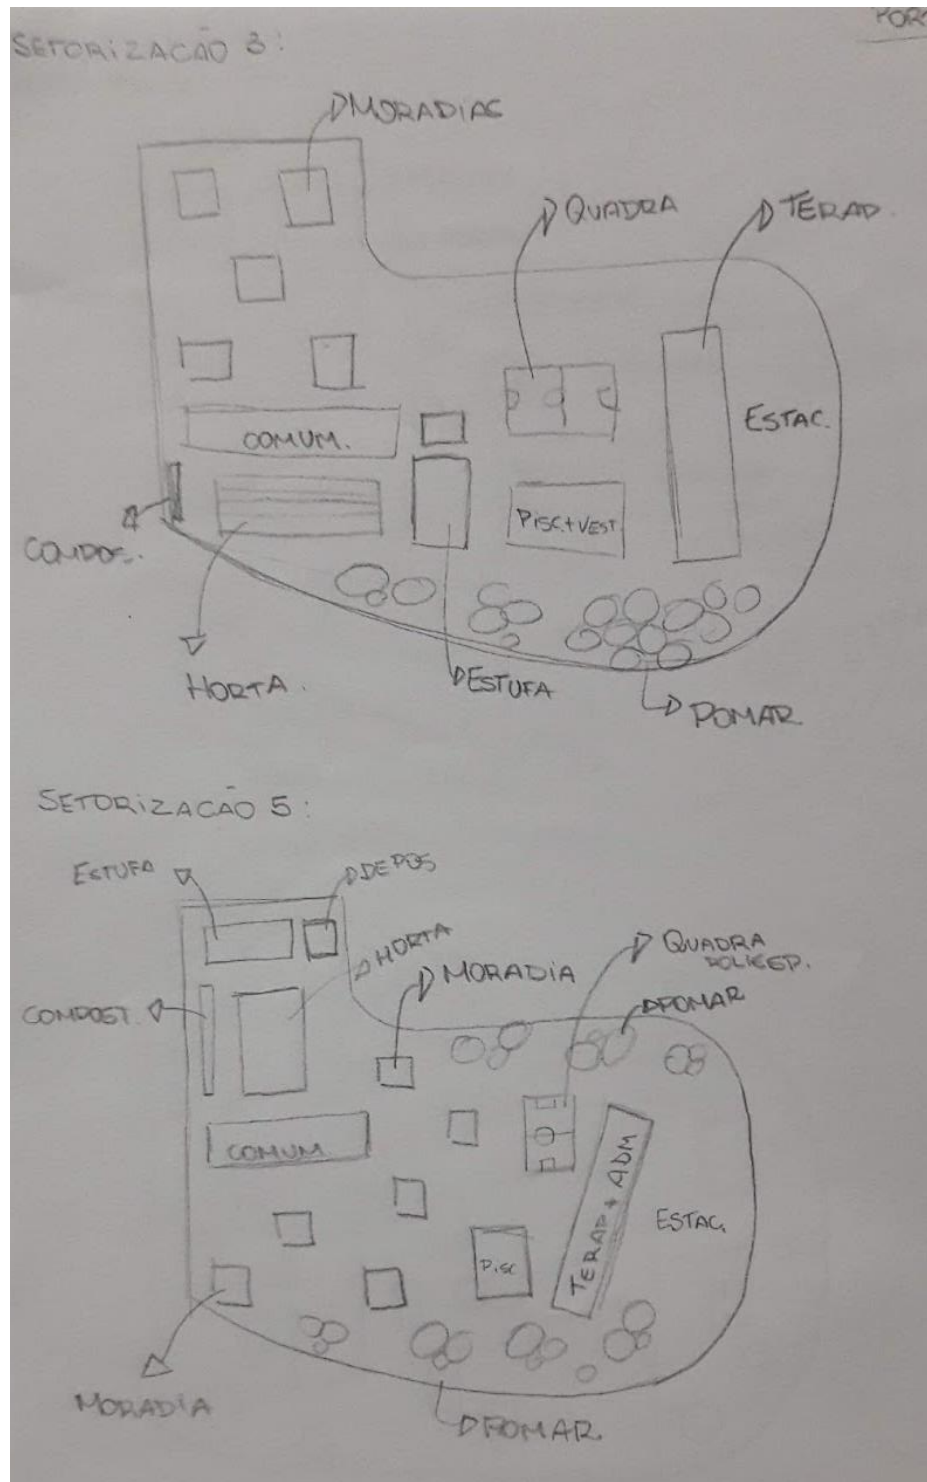 POR
SETORIZAÇÃO 3:
MORADIAS
QUADRA
TERAP.
COMUM.
ESTAC.
PISC.+VEST.
COMPOS.
HORTA.
ESTUFA
POMAR.
SETORIZAÇÃO 5:
ESTUFA
DEPOS
HORTA
MORADIA
QUADRA
POLIESP.
POMAR
COMPOST.
COMUM
TERAP + ADM
ESTAC.
PISC
MORADIA
POMAR.